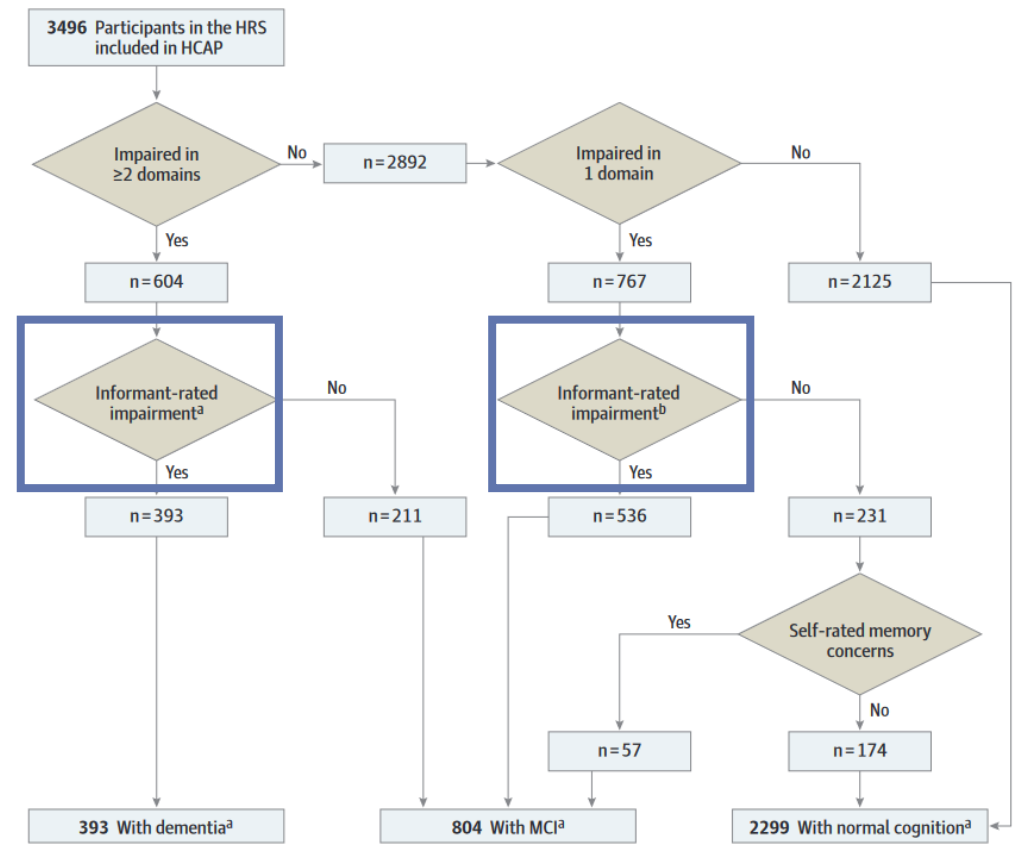 3496 Participants in the HRS
included in HCAP
Impaired in
≥2 domains
No
n=2892
Impaired in
1 domain
No
Yes
Yes
n=604
n=767
n=2125
Informant-rated
impairmentᵃ
No
Informant-rated
impairmentᵇ
No
Yes
Yes
n=393
n=211
n=536
n=231
Self-rated memory
concerns
Yes
No
n=57
n=174
393 With dementiaᵃ
804 With MCIᵃ
2299 With normal cognitionᵃ